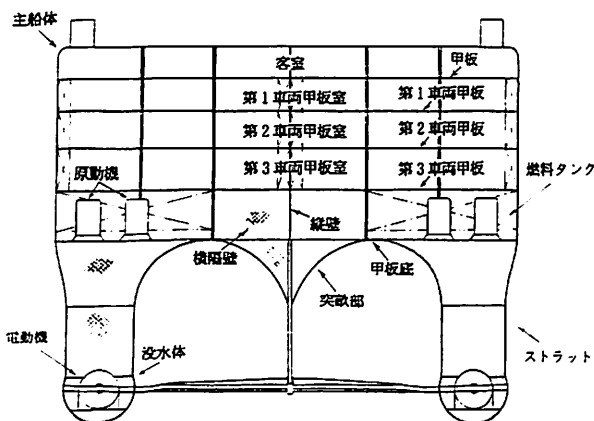 主船体
客室
甲板
第1車両甲板室
第1車両甲板
第2車両甲板室
第2車両甲板
第3車両甲板室
第3車両甲板
原動機
燃料タンク
縦壁
横隔壁
甲板底
突敵部
電動機
没水体
ストラット